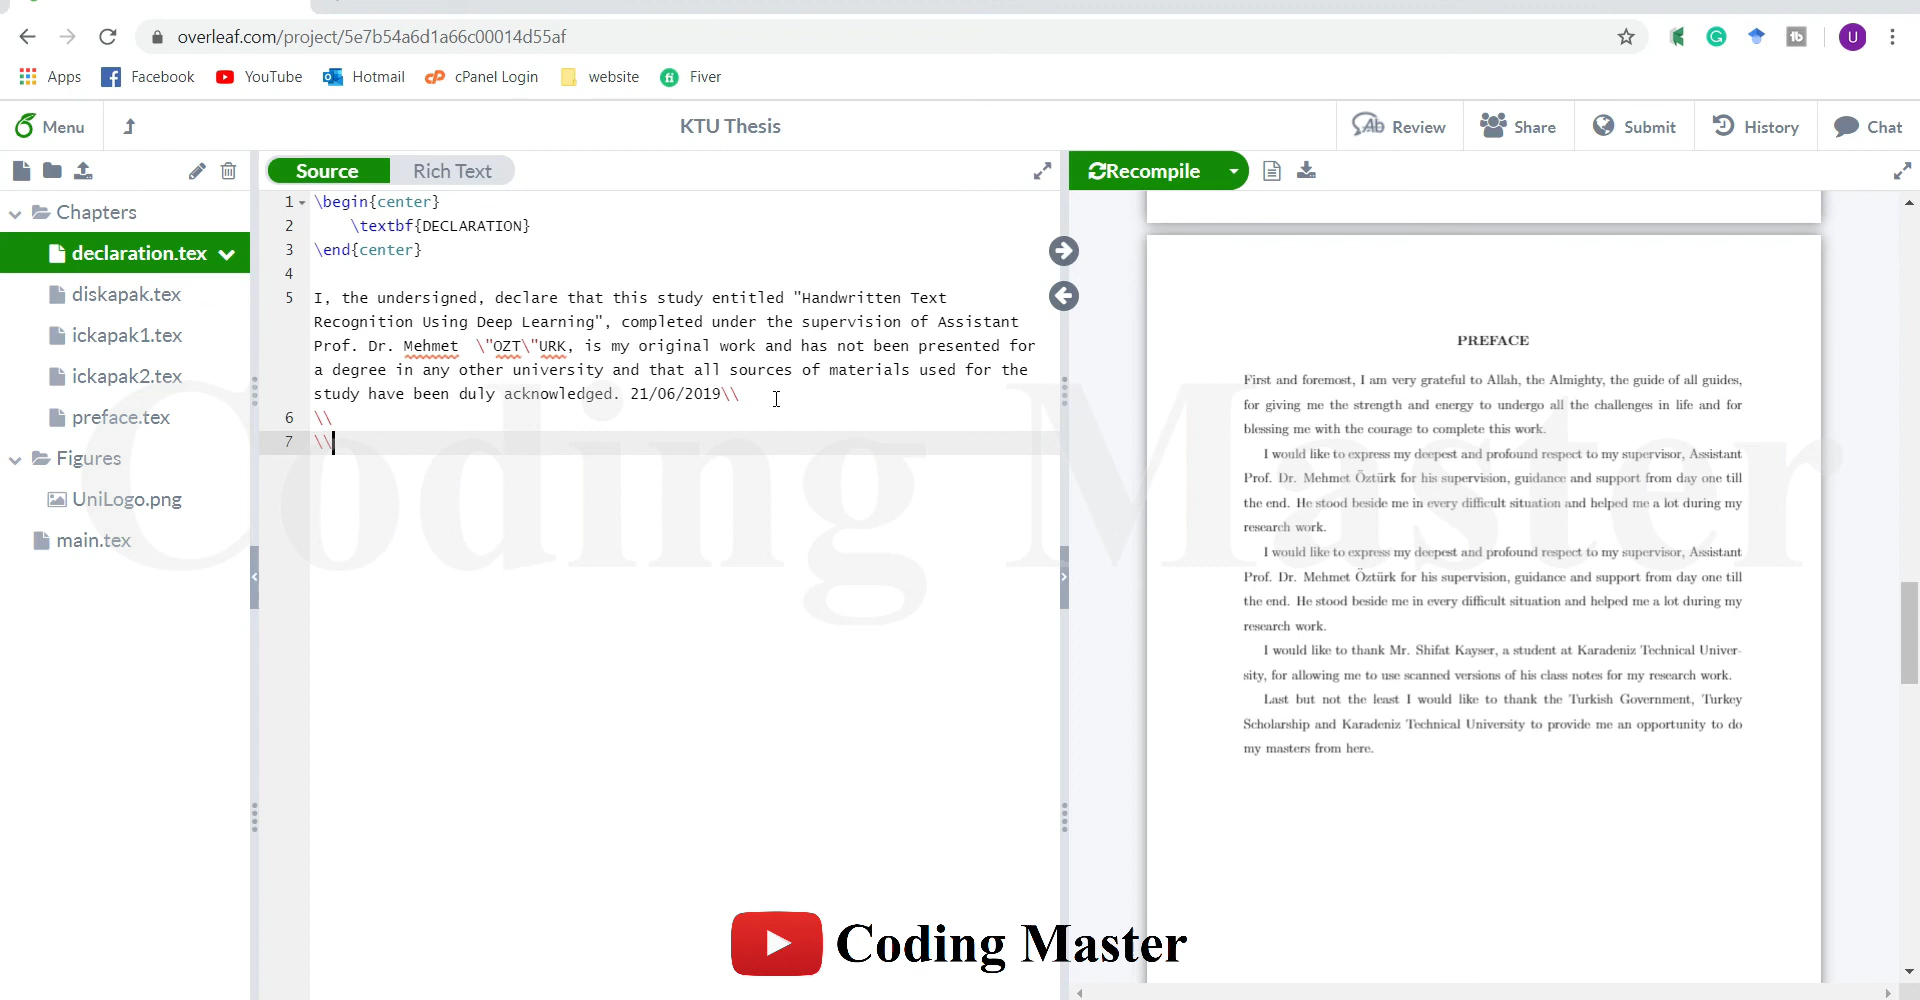 overleaf.com/project/5e7b54a6d1a66c00014d55af
Apps Facebook YouTube Hotmail cPanel Login website Fiver
Menu KTU Thesis Review Share Submit History Chat
Source Rich Text Recompile
Chapters
declaration.tex
diskapak.tex
ickapak1.tex
ickapak2.tex
preface.tex
Figures
UniLogo.png
main.tex
1 \begin{center}
2 \textbf{DECLARATION}
3 \end{center}
4
5 I, the undersigned, declare that this study entitled "Handwritten Text
Recognition Using Deep Learning", completed under the supervision of Assistant
Prof. Dr. Mehmet \"OZT\"URK, is my original work and has not been presented for
a degree in any other university and that all sources of materials used for the
study have been duly acknowledged. 21/06/2019\\
6 \\
7 \\
PREFACE
First and foremost, I am very grateful to Allah, the Almighty, the guide of all guides,
for giving me the strength and energy to undergo all the challenges in life and for
blessing me with the courage to complete this work.
I would like to express my deepest and profound respect to my supervisor, Assistant
Prof. Dr. Mehmet Öztürk for his supervision, guidance and support from day one till
the end. He stood beside me in every difficult situation and helped me a lot during my
research work.
I would like to express my deepest and profound respect to my supervisor, Assistant
Prof. Dr. Mehmet Öztürk for his supervision, guidance and support from day one till
the end. He stood beside me in every difficult situation and helped me a lot during my
research work.
I would like to thank Mr. Shifat Kayser, a student at Karadeniz Technical Univer-
sity, for allowing me to use scanned versions of his class notes for my research work.
Last but not the least I would like to thank the Turkish Government, Turkey
Scholarship and Karadeniz Technical University to provide me an opportunity to do
my masters from here.
Coding Master
Coding Master